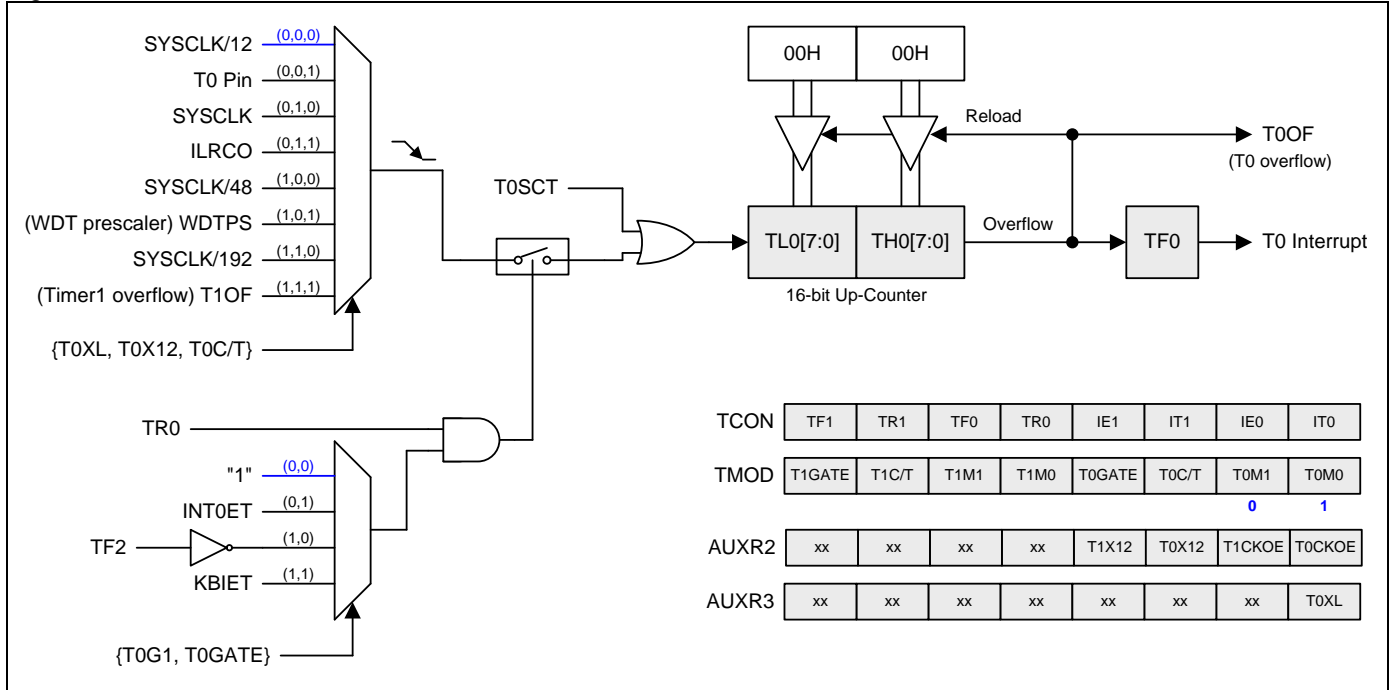 SYSCLK/12 (0,0,0)
T0 Pin (0,0,1)
SYSCLK (0,1,0)
ILRCO (0,1,1)
SYSCLK/48 (1,0,0)
(WDT prescaler) WDTPS (1,0,1)
SYSCLK/192 (1,1,0)
(Timer1 overflow) T1OF (1,1,1)
{T0XL, T0X12, T0C/T}
T0SCT
00H 00H
Reload
T0OF
(T0 overflow)
TL0[7:0] TH0[7:0]
Overflow
TF0
T0 Interrupt
16-bit Up-Counter
TR0
"1" (0,0)
INT0ET (0,1)
TF2 (1,0)
KBIET (1,1)
{T0G1, T0GATE}
TCON TF1 TR1 TF0 TR0 IE1 IT1 IE0 IT0
TMOD T1GATE T1C/T T1M1 T1M0 T0GATE T0C/T T0M1 T0M0
0 1
AUXR2 xx xx xx xx T1X12 T0X12 T1CKOE T0CKOE
AUXR3 xx xx xx xx xx xx xx T0XL